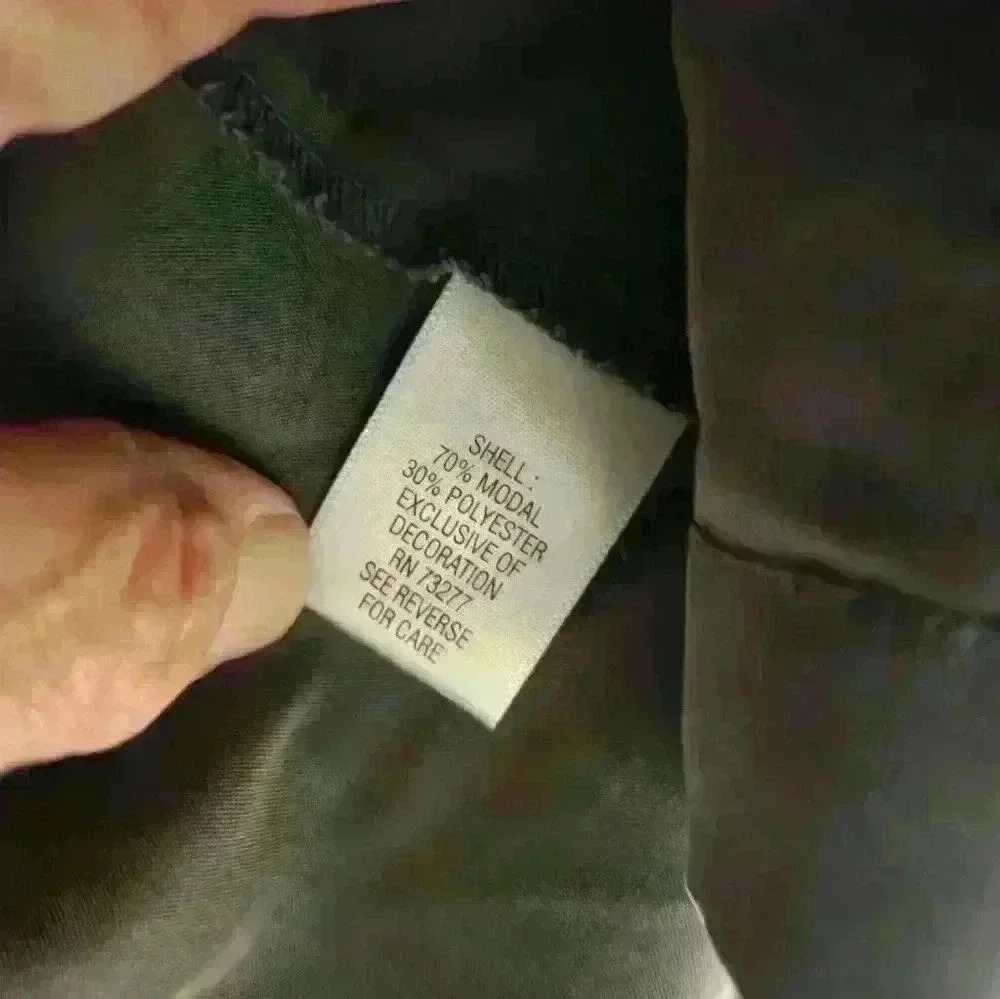 SHELL :
70% MODAL
30% POLYESTER
EXCLUSIVE OF
DECORATION
RN 73277
SEE REVERSE
FOR CARE